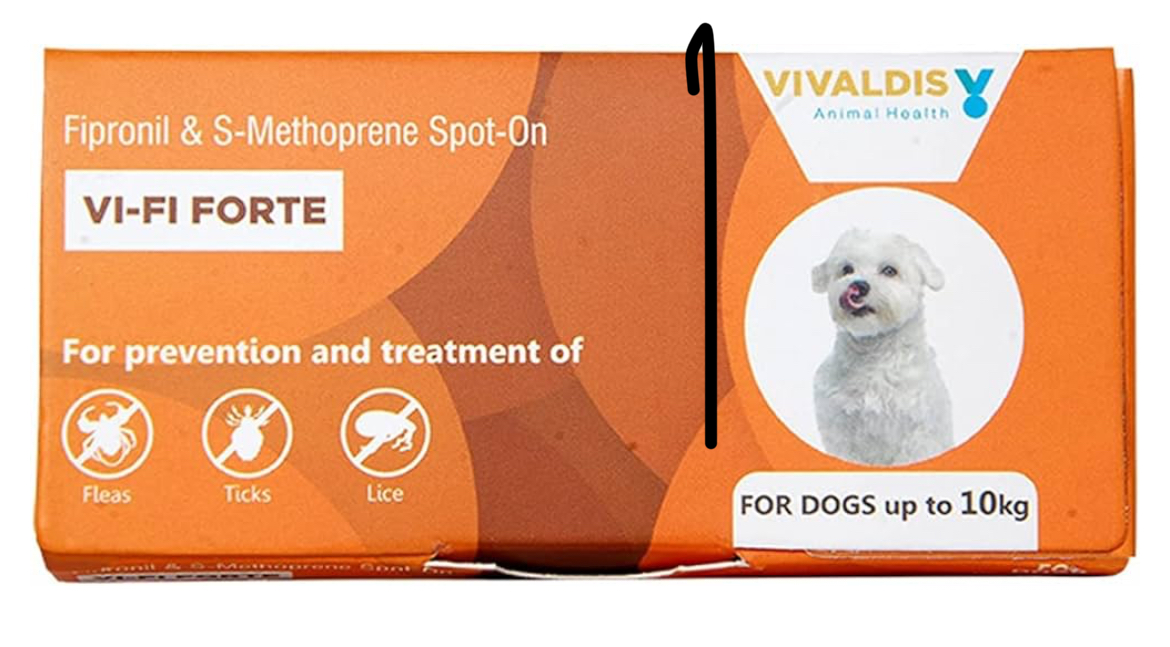 VIVALDIS
Animal Health
Fipronil & S-Methoprene Spot-On
VI-FI FORTE
For prevention and treatment of
Fleas
Ticks
Lice
1
FOR DOGS up to 10kg